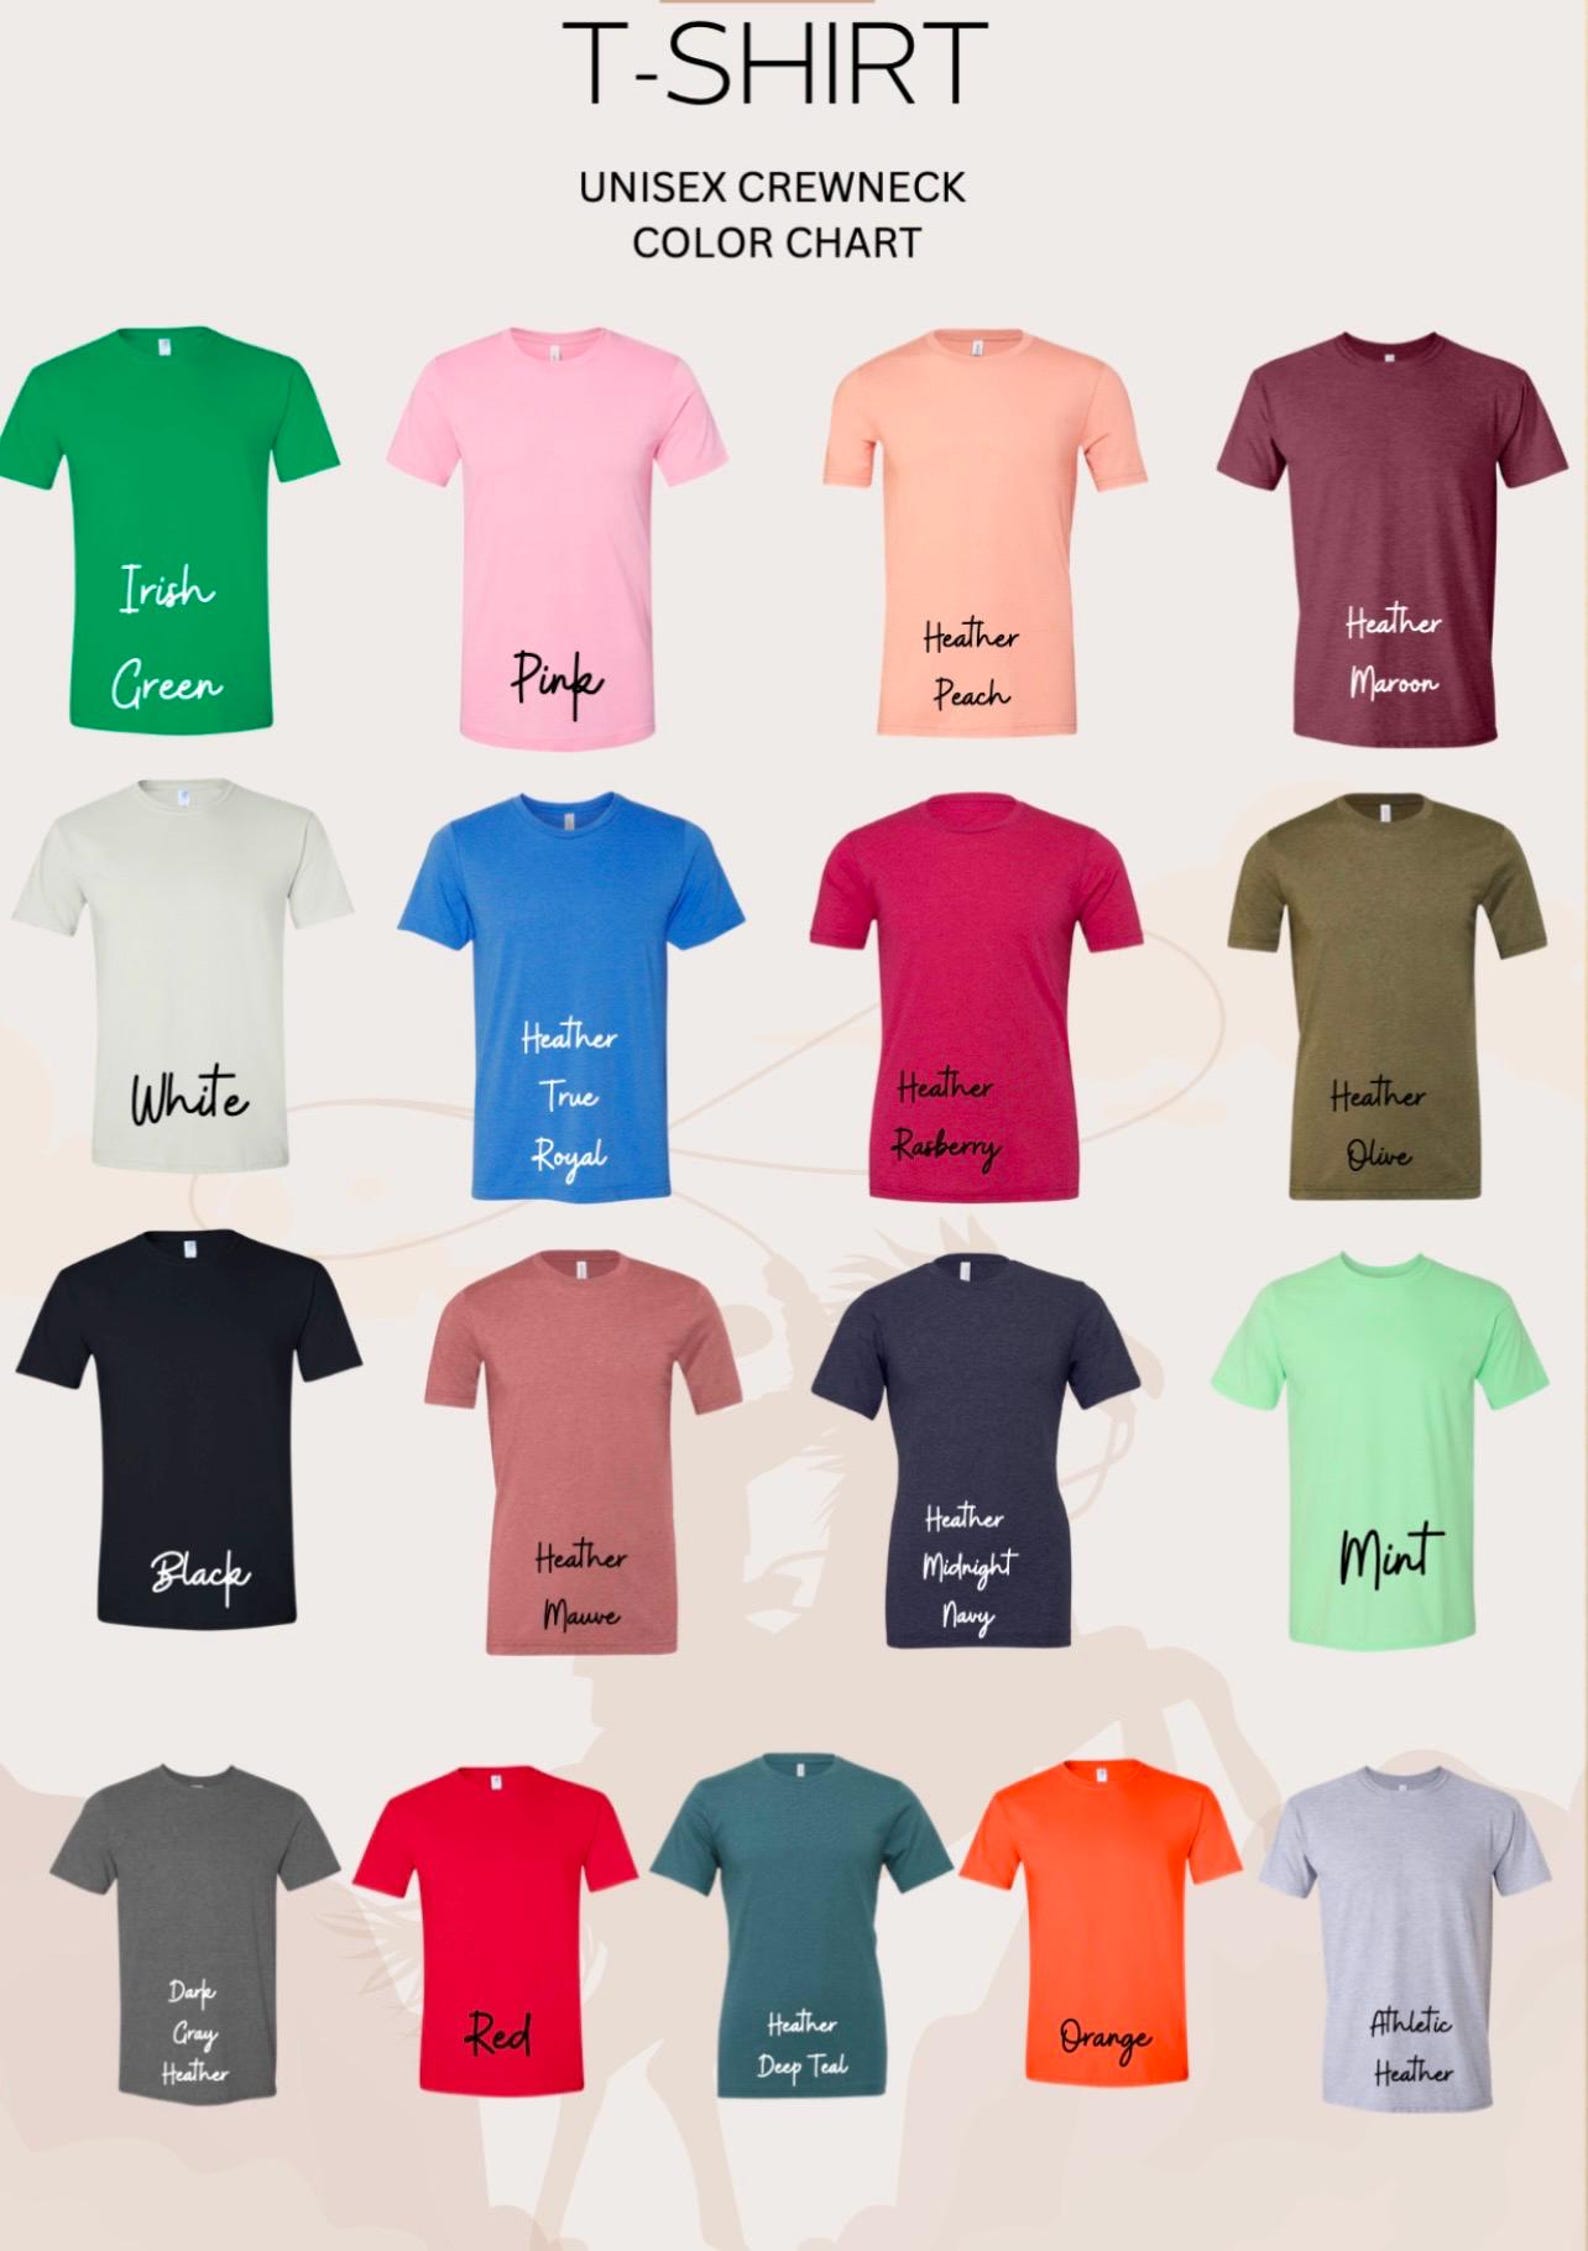 T-SHIRT
UNISEX CREWNECK
COLOR CHART
Irish
Green
Pink
Heather
Peach
Heather
Maroon
White
Heather
True
Royal
Heather
Rasberry
Heather
Olive
Black
Heather
Mauve
Heather
Midnight
Navy
Mint
Dark
Gray
Heather
Red
Heather
Deep Teal
Orange
Athletic
Heather